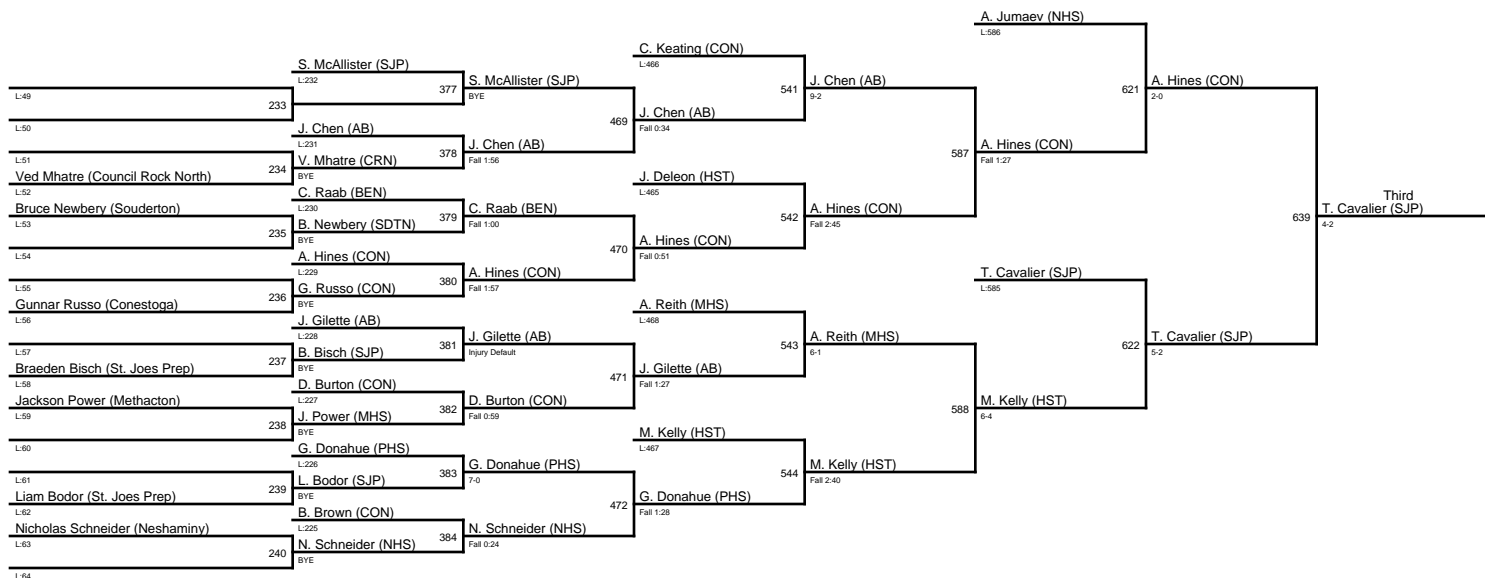 A. Jumaev (NHS)
L:586
C. Keating (CON)
L:466
S. McAllister (SJP)
L:232
S. McAllister (SJP)
BYE
J. Chen (AB)
9-2
A. Hines (CON)
2-0
377
541
621
L:49
233
L:50
J. Chen (AB)
Fall 0:34
469
J. Chen (AB)
L:231
J. Chen (AB)
Fall 1:56
378
587
A. Hines (CON)
Fall 1:27
L:51
234
V. Mhatre (CRN)
BYE
Ved Mhatre (Council Rock North)
L:52
J. Deleon (HST)
L:465
C. Raab (BEN)
L:230
Third
Bruce Newbery (Souderton)
L:53
379
C. Raab (BEN)
Fall 1:00
542
A. Hines (CON)
Fall 2:45
639
T. Cavalier (SJP)
4-2
235
B. Newbery (SDTN)
BYE
L:54
470
A. Hines (CON)
Fall 0:51
A. Hines (CON)
L:229
380
A. Hines (CON)
Fall 1:57
T. Cavalier (SJP)
L:585
L:55
236
G. Russo (CON)
BYE
Gunnar Russo (Conestoga)
L:56
A. Reith (MHS)
L:468
J. Gilette (AB)
L:228
381
J. Gilette (AB)
Injury Default
543
A. Reith (MHS)
6-1
622
T. Cavalier (SJP)
5-2
L:57
237
B. Bisch (SJP)
BYE
Braeden Bisch (St. Joes Prep)
L:58
471
J. Gilette (AB)
Fall 1:27
D. Burton (CON)
L:227
Jackson Power (Methacton)
L:59
382
D. Burton (CON)
Fall 0:59
588
M. Kelly (HST)
6-4
238
J. Power (MHS)
BYE
L:60
M. Kelly (HST)
L:467
G. Donahue (PHS)
L:226
383
G. Donahue (PHS)
7-0
544
M. Kelly (HST)
Fall 2:40
L:61
239
L. Bodor (SJP)
BYE
Liam Bodor (St. Joes Prep)
L:62
472
G. Donahue (PHS)
Fall 1:28
B. Brown (CON)
L:225
Nicholas Schneider (Neshaminy)
L:63
384
N. Schneider (NHS)
Fall 0:24
240
N. Schneider (NHS)
BYE
L:64